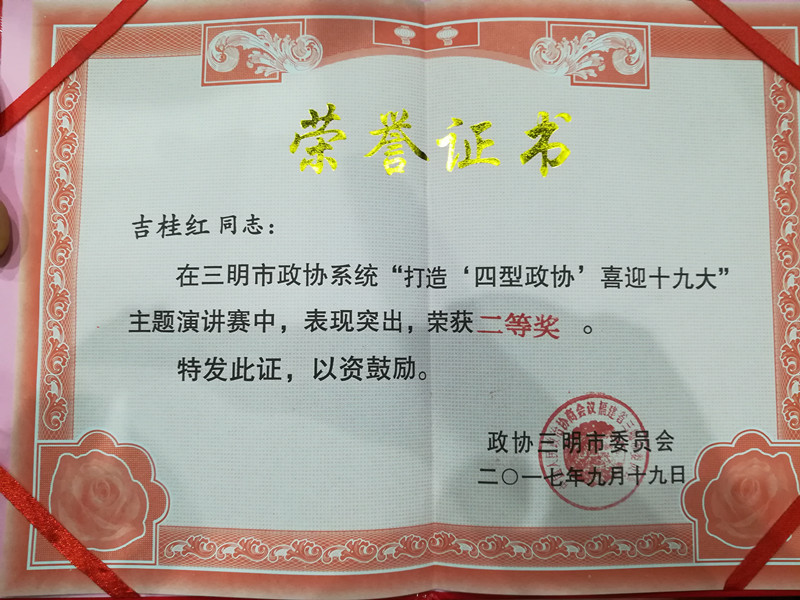 荣誉证书
吉桂红同志：
在三明市政协系统“打造‘四型政协’喜迎十九大”
主题演讲赛中，表现突出，荣获二等奖。
特发此证，以资鼓励。
政协三明市委员会
二〇一七年九月十九日